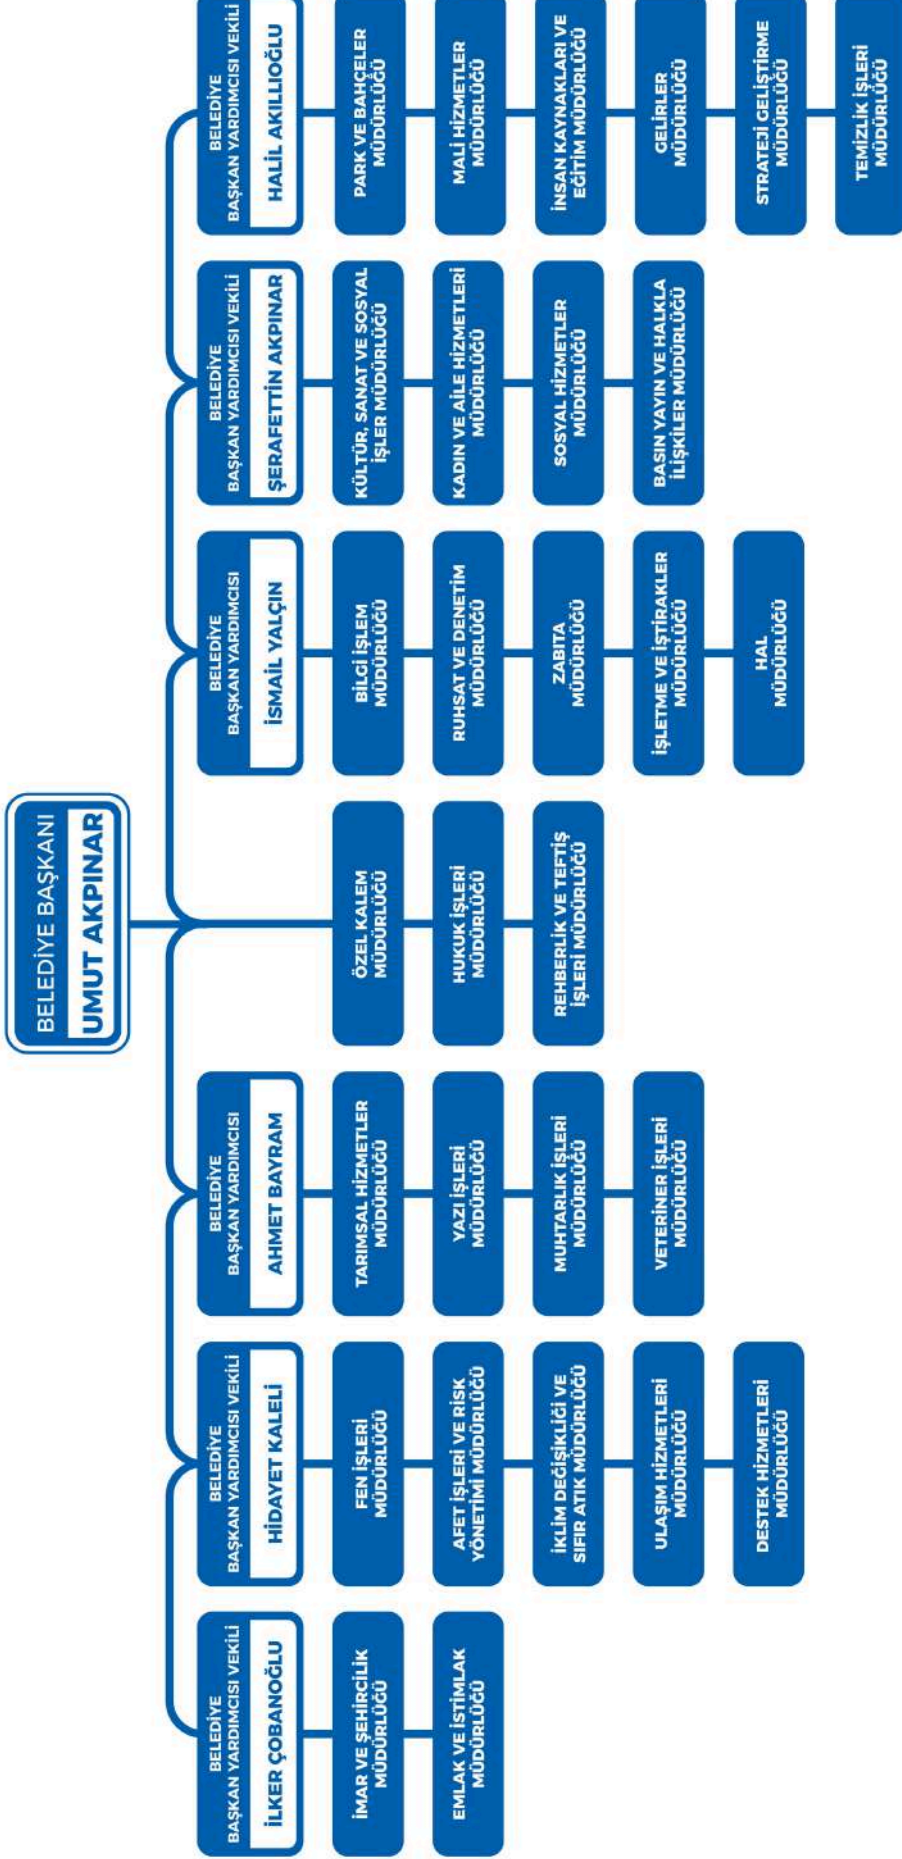 BELEDİYE BAŞKANI
UMUT AKPINAR
BELEDİYE
BAŞKAN YARDIMCISI VEKİLİ
İLKER ÇOBANOĞLU
İMAR VE ŞEHİRCİLİK
MÜDÜRLÜĞÜ
EMLAK VE İSTİMLAK
MÜDÜRLÜĞÜ
BELEDİYE
BAŞKAN YARDIMCISI VEKİLİ
HİDAYET KALELİ
FEN İŞLERİ
MÜDÜRLÜĞÜ
AFET İŞLERİ VE RİSK
YÖNETİMİ MÜDÜRLÜĞÜ
İKLİM DEĞİŞİKLİĞİ VE
SIFIR ATIK MÜDÜRLÜĞÜ
ULAŞIM HİZMETLERİ
MÜDÜRLÜĞÜ
DESTEK HİZMETLERİ
MÜDÜRLÜĞÜ
BELEDİYE
BAŞKAN YARDIMCISI
AHMET BAYRAM
TARIMSAL HİZMETLER
MÜDÜRLÜĞÜ
YAZI İŞLERİ
MÜDÜRLÜĞÜ
MUHTARLIK İŞLERİ
MÜDÜRLÜĞÜ
VETERİNER İŞLERİ
MÜDÜRLÜĞÜ
ÖZEL KALEM
MÜDÜRLÜĞÜ
HUKUK İŞLERİ
MÜDÜRLÜĞÜ
REHBERLİK VE TEFTİŞ
İŞLERİ MÜDÜRLÜĞÜ
BELEDİYE
BAŞKAN YARDIMCISI
İSMAİL YALÇIN
BİLGİ İŞLEM
MÜDÜRLÜĞÜ
RUHSAT VE DENETİM
MÜDÜRLÜĞÜ
ZABITA
MÜDÜRLÜĞÜ
İŞLETME VE İŞTİRAKLER
MÜDÜRLÜĞÜ
HAL
MÜDÜRLÜĞÜ
BELEDİYE
BAŞKAN YARDIMCISI VEKİLİ
ŞERAFETTİN AKPINAR
KÜLTÜR, SANAT VE SOSYAL
İŞLER MÜDÜRLÜĞÜ
KADIN VE AİLE HİZMETLERİ
MÜDÜRLÜĞÜ
SOSYAL HİZMETLER
MÜDÜRLÜĞÜ
BASIN YAYIN VE HALKLA
İLİŞKİLER MÜDÜRLÜĞÜ
BELEDİYE
BAŞKAN YARDIMCISI VEKİLİ
HALİL AKILLIOĞLU
PARK VE BAHÇELER
MÜDÜRLÜĞÜ
MALİ HİZMETLER
MÜDÜRLÜĞÜ
İNSAN KAYNAKLARI VE
EĞİTİM MÜDÜRLÜĞÜ
GELİRLER
MÜDÜRLÜĞÜ
STRATEJİ GELİŞTİRME
MÜDÜRLÜĞÜ
TEMİZLİK İŞLERİ
MÜDÜRLÜĞÜ